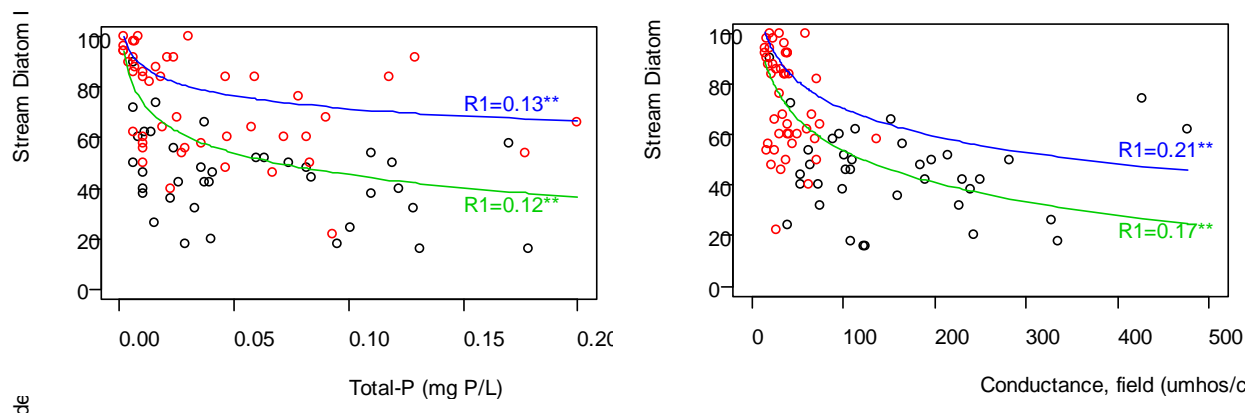 Stream Diatom I
100
80
60
40
20
0
R1=0.13**
R1=0.12**
0.00 0.05 0.10 0.15 0.20
Total-P (mg P/L)
Stream Diatom
100
80
60
40
20
0
R1=0.21**
R1=0.17**
0 100 200 300 400 500
Conductance, field (umhos/c
de